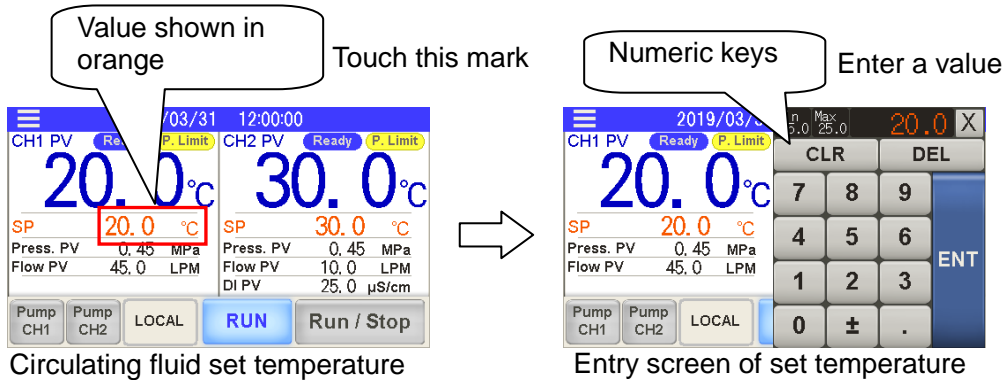 Value shown in
orange
Touch this mark
/03/31 12:00:00
CH1 PV P. Limit
20. 0 °C
SP 20. 0 °C
Press. PV 0. 45 MPa
Flow PV 45. 0 LPM
CH2 PV Ready P. Limit
30. 0 °C
SP 30. 0 °C
Press. PV 0. 45 MPa
Flow PV 10. 0 LPM
DI PV 25. 0 μS/cm
Pump
CH1
Pump
CH2
LOCAL
RUN
Run / Stop
Circulating fluid set temperature
Numeric keys
Enter a value
2019/03/
CH1 PV Ready P. Limit
20. 0 °C
SP 20. 0 °C
Press. PV 0. 45 MPa
Flow PV 45. 0 LPM
Pump
CH1
Pump
CH2
LOCAL
Max
25.0
20. 0 X
CLR DEL
7 8 9
4 5 6
ENT
1 2 3
0 ± .
Entry screen of set temperature